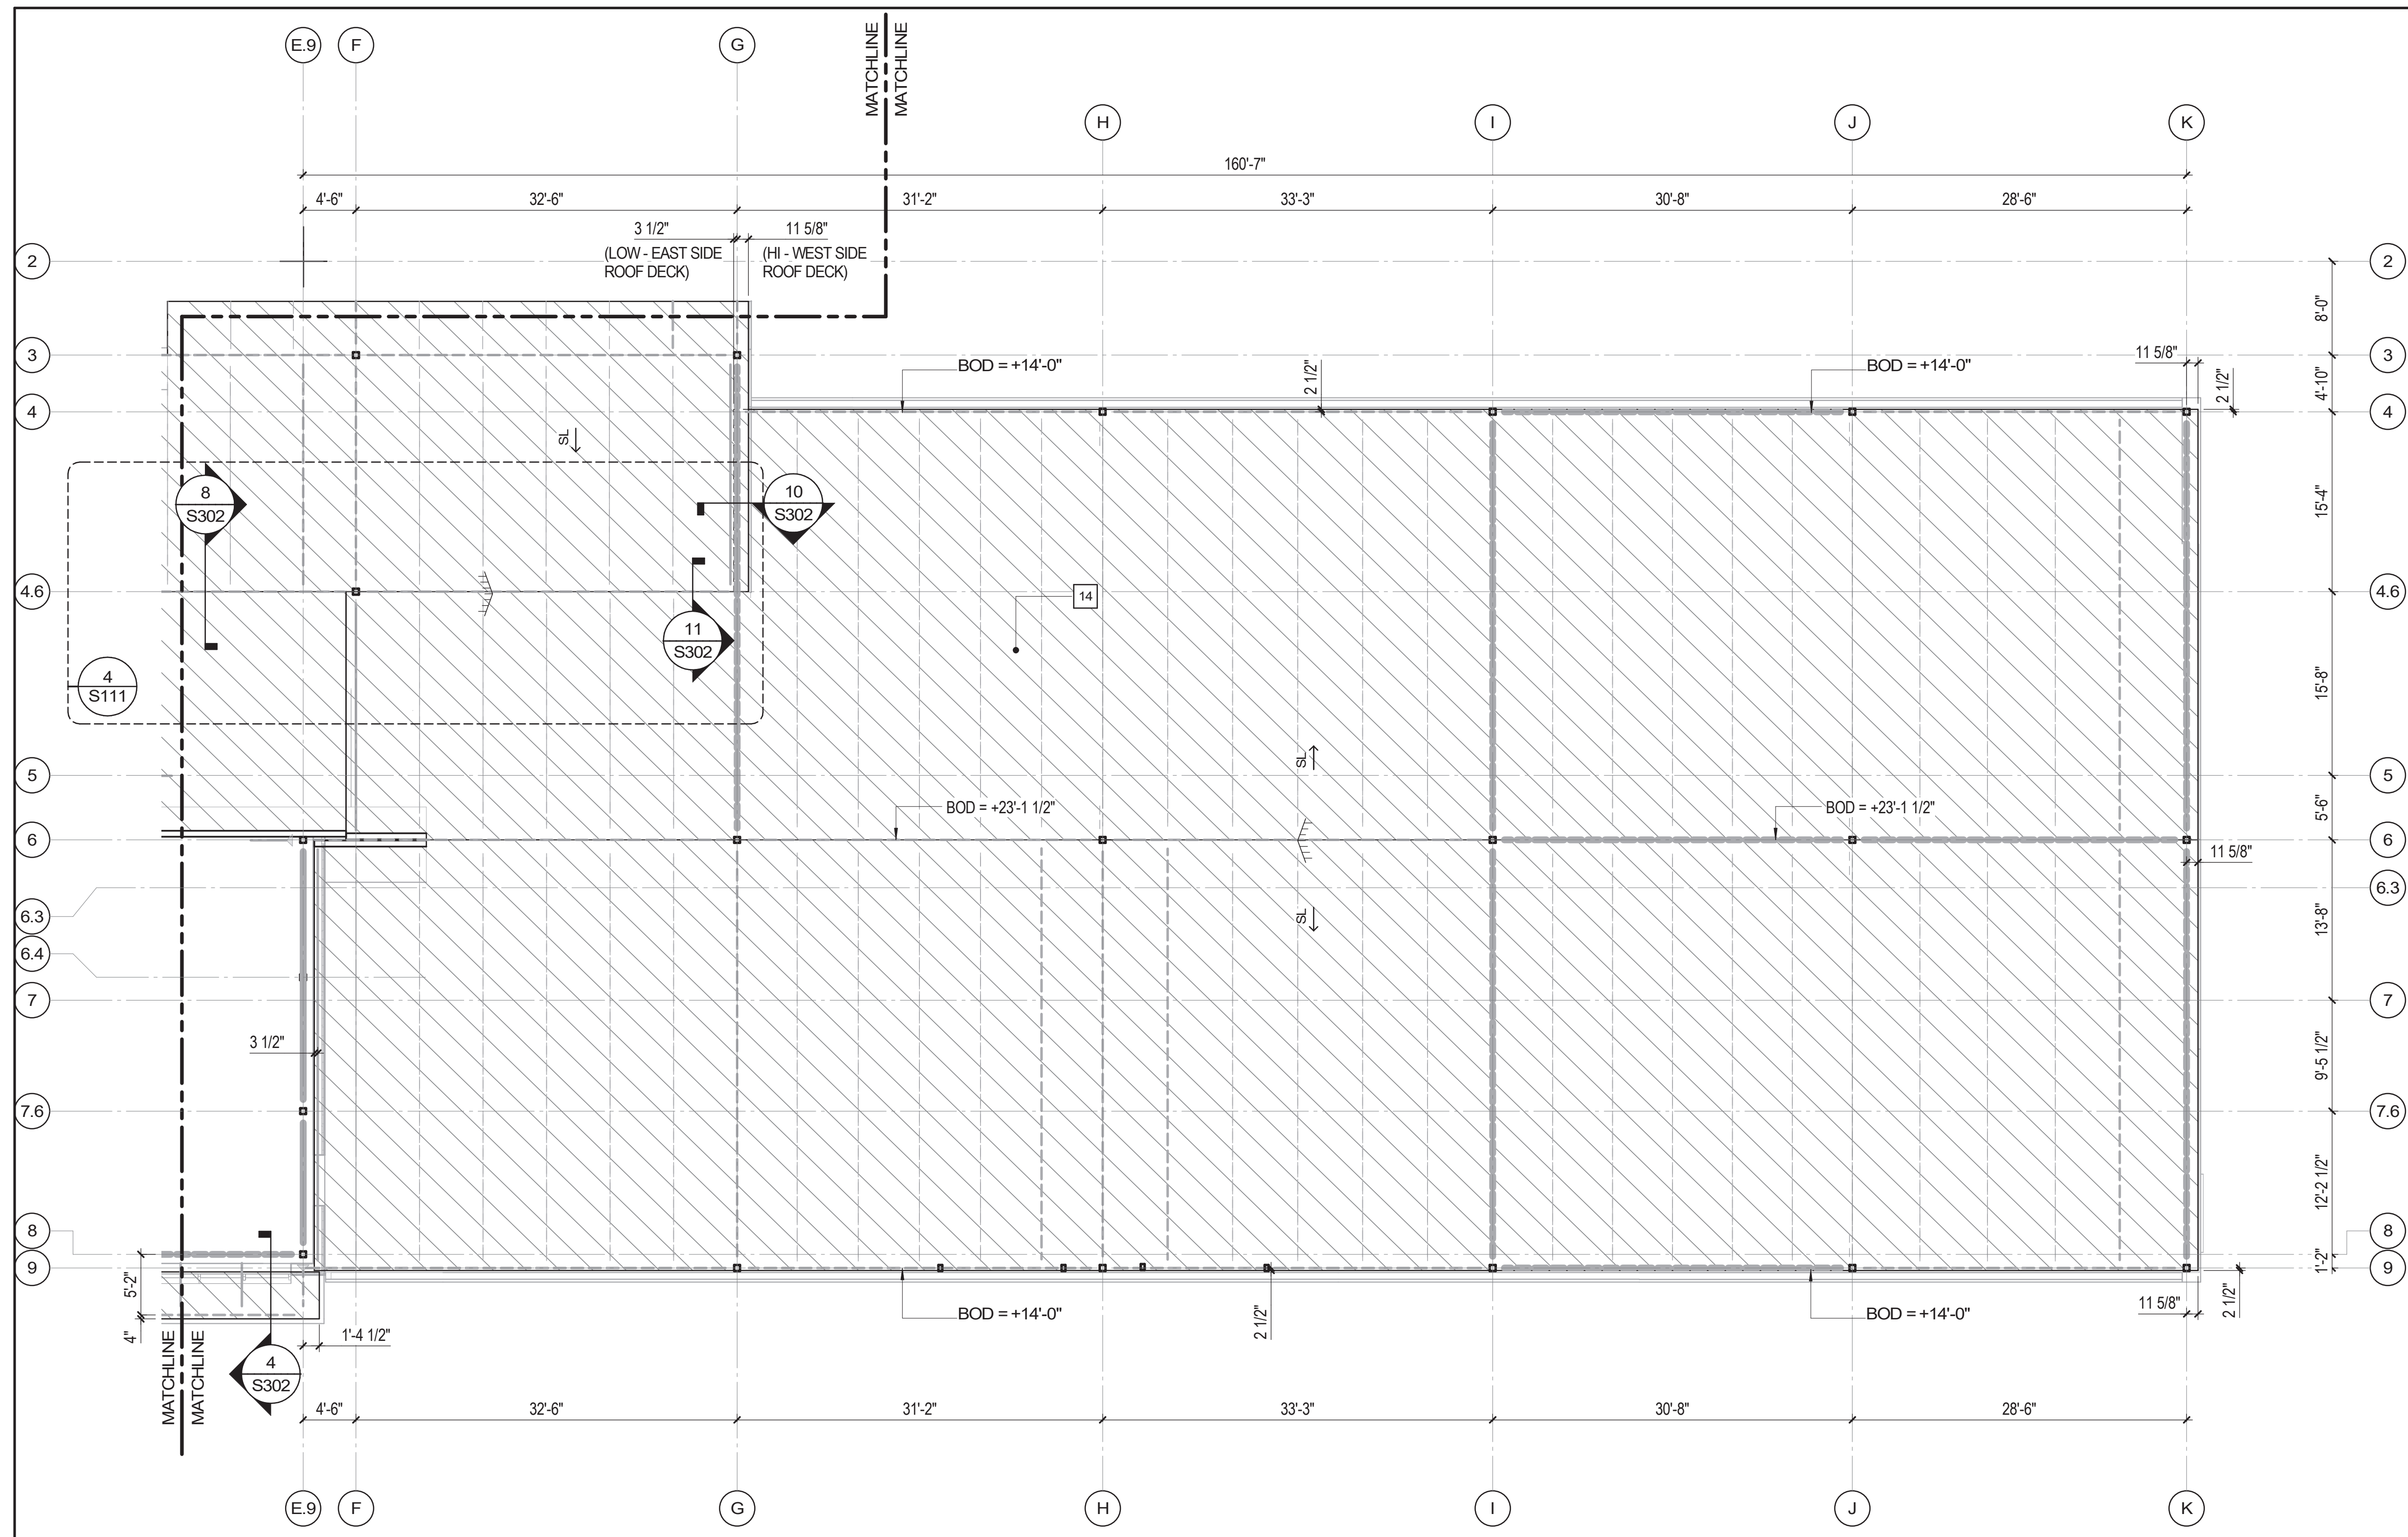 E.9
F
G
MATCHLINE
MATCHLINE
H
I
J
K
160'-7"
4'-6"
32'-6"
31'-2"
33'-3"
30'-8"
28'-6"
3 1/2"
(LOW - EAST SIDE
ROOF DECK)
11 5/8"
(HI - WEST SIDE
ROOF DECK)
2
2
8'-0"
3
3
BOD = +14'-0"
2 1/2"
BOD = +14'-0"
11 5/8"
2 1/2"
4'-10"
4
4
SL
8
S302
10
S302
15'-4"
4.6
4.6
14
11
S302
4
S111
15'-8"
5
5
SL
BOD = +23'-1 1/2"
BOD = +23'-1 1/2"
5'-6"
6
6
11 5/8"
6.3
6.3
SL
13'-8"
6.4
7
7
3 1/2"
9'-5 1/2"
7.6
7.6
12'-2 1/2"
8
8
9
9
1'-2"
5'-2"
4"
BOD = +14'-0"
2 1/2"
BOD = +14'-0"
11 5/8"
2 1/2"
1'-4 1/2"
MATCHLINE
MATCHLINE
4
S302
4'-6"
32'-6"
31'-2"
33'-3"
30'-8"
28'-6"
E.9
F
G
H
I
J
K